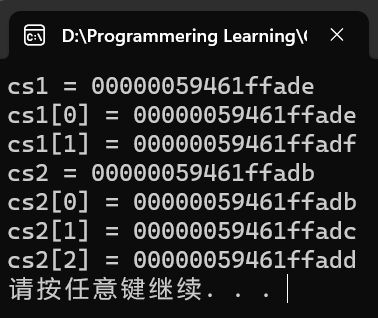 D:\Programmering Learning\C
cs1 = 00000059461ffade
cs1[0] = 00000059461ffade
cs1[1] = 00000059461ffadf
cs2 = 00000059461ffadb
cs2[0] = 00000059461ffadb
cs2[1] = 00000059461ffadc
cs2[2] = 00000059461ffadd
请按任意键继续. . .